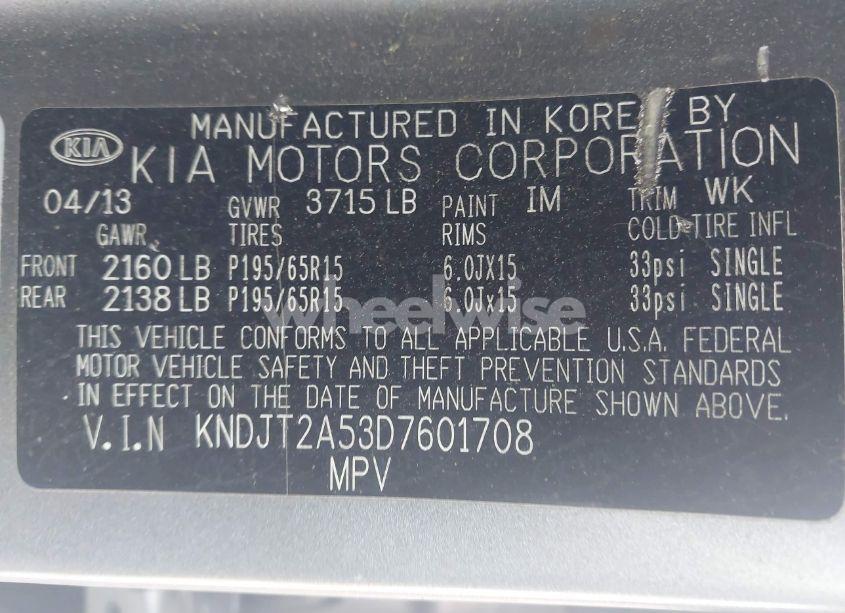 MANUFACTURED IN KOREA BY
KIA KIA MOTORS CORPORATION
04/13 GVWR 3715 LB PAINT IM TRIM WK
GAWR TIRES RIMS COLD TIRE INFL
FRONT 2160 LB P195/65R15 6.0JX15 33psi SINGLE
REAR 2138 LB P195/65R15 6.0Jx15 33psi SINGLE
wheelwise
THIS VEHICLE CONFORMS TO ALL APPLICABLE U.S.A. FEDERAL
MOTOR VEHICLE SAFETY AND THEFT PREVENTION STANDARDS
IN EFFECT ON THE DATE OF MANUFACTURE SHOWN ABOVE.
V.I.N KNDJT2A53D7601708
MPV